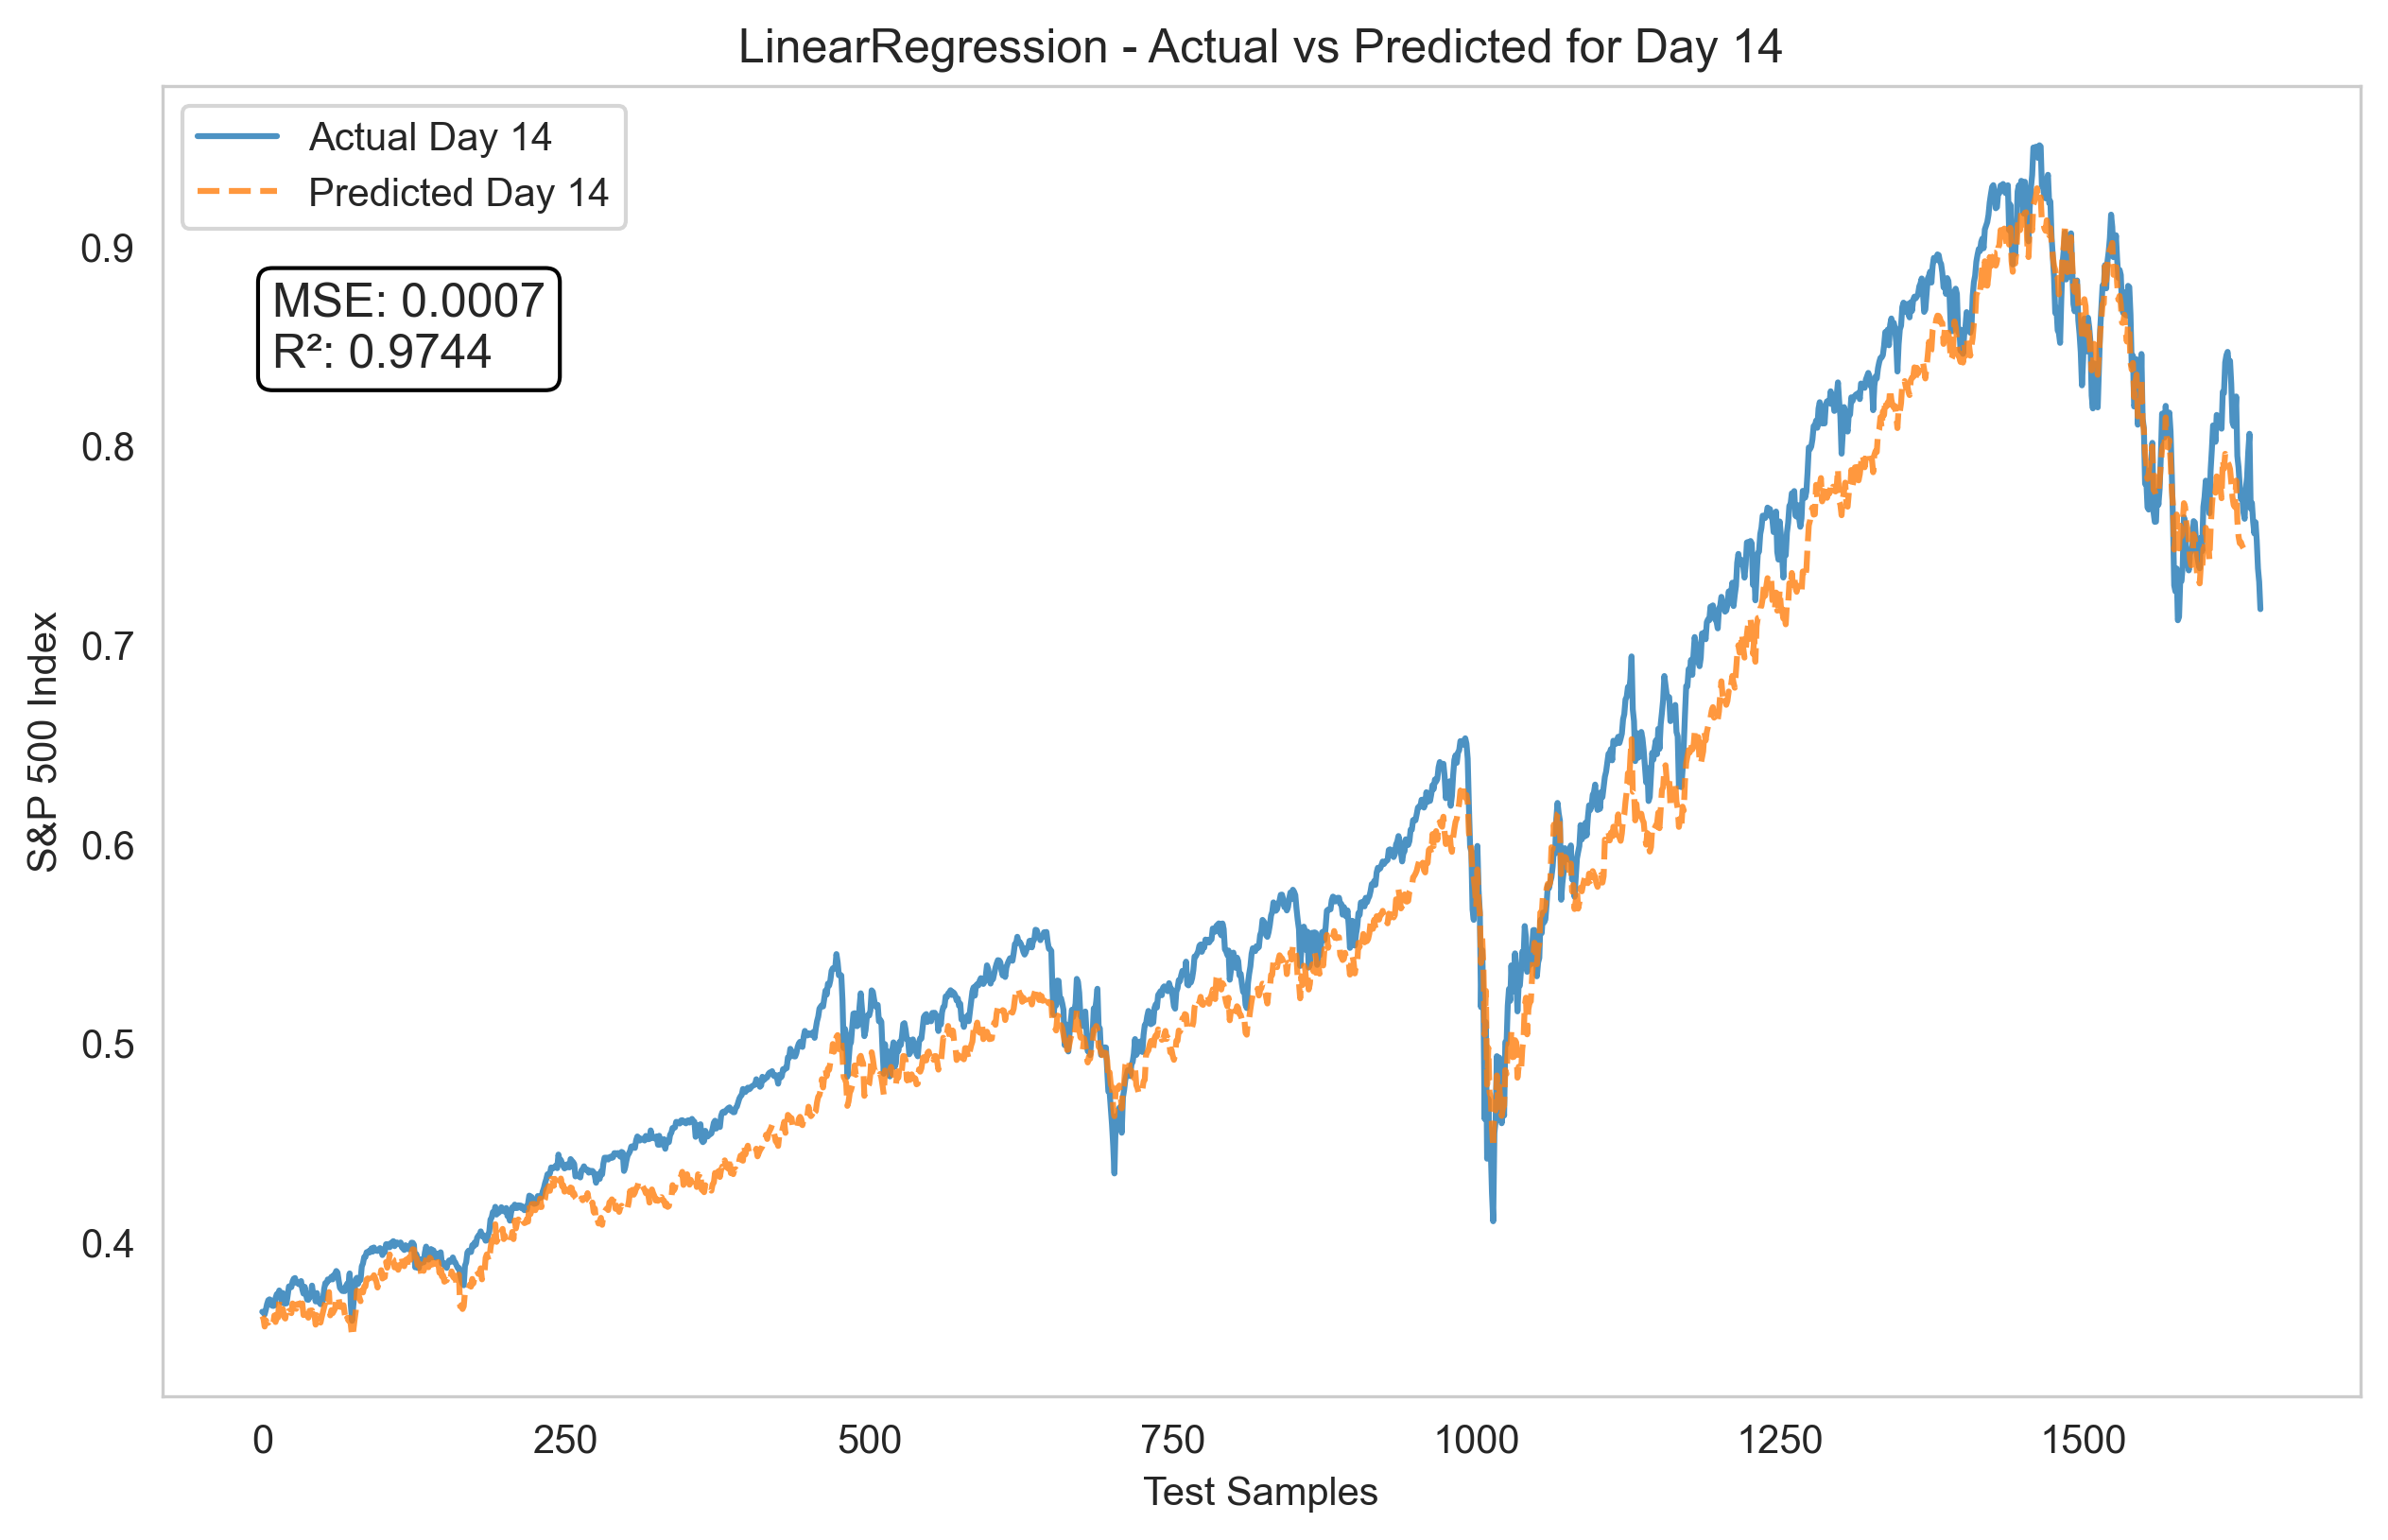 LinearRegression - Actual vs Predicted for Day 14
Actual Day 14
Predicted Day 14
MSE: 0.0007
R²: 0.9744
0.9
0.8
0.7
0.6
0.5
0.4
S&P 500 Index
0 250 500 750 1000 1250 1500
Test Samples